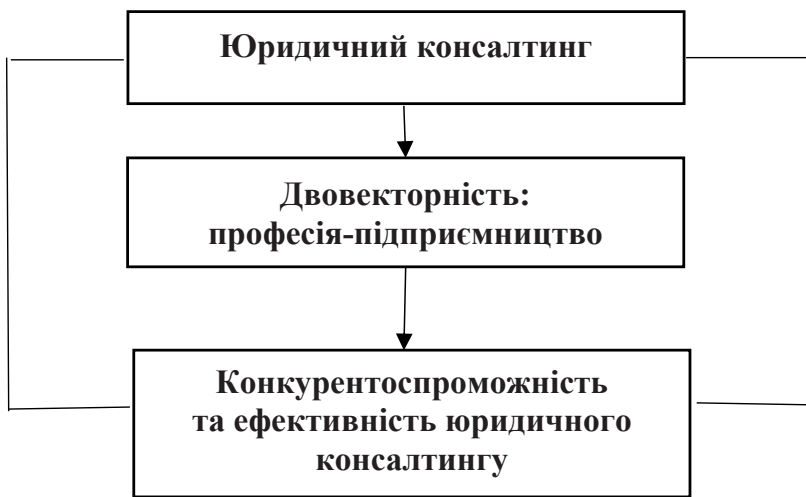 Юридичний консалтинг
Двовекторність:
професія-підприємництво
Конкурентоспроможність
та ефективність юридичного
консалтингу